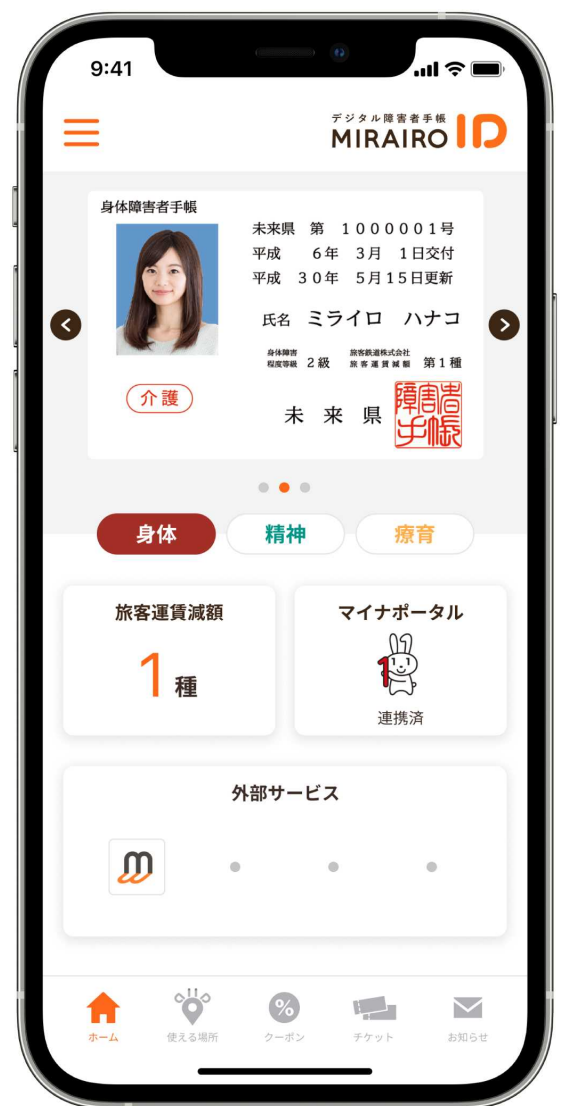 9:41
デジタル障害者手帳
MIRAIRO ID
身体障害者手帳
未来県 第 1000001号
平成 6年 3月 1日交付
平成 30年 5月15日更新
氏名 ミライロ ハナコ
身体障害程度等級 2級 旅客鉄道株式会社旅客運賃減額 第1種
介護
未来県 障害者手帳
身体 精神 療育
旅客運賃減額
1種
マイナポータル
1
連携済
外部サービス
m
ホーム 使える場所 クーポン チケット お知らせ
%